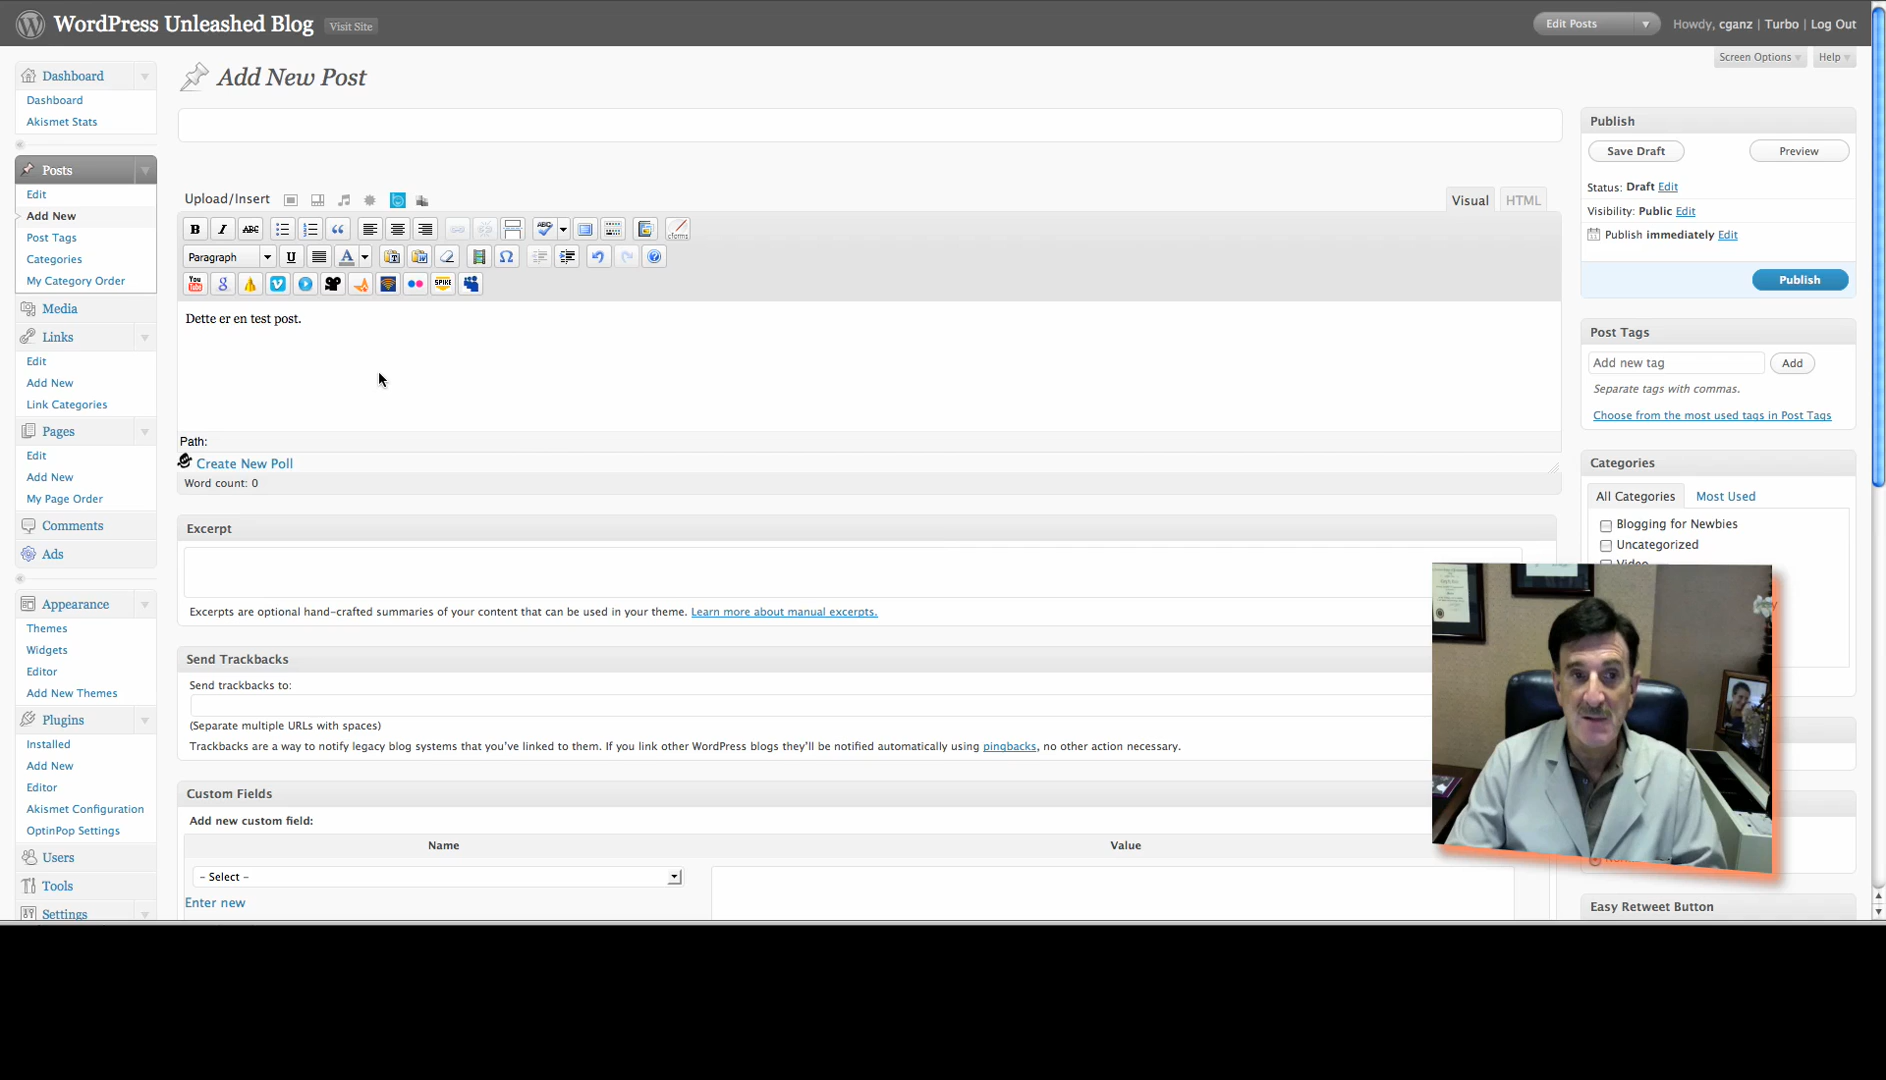 WordPress Unleashed Blog
Visit Site
Edit Posts
Howdy, cganz | Turbo | Log Out
Screen Options
Help
Dashboard
Dashboard
Akismet Stats
Posts
Edit
Add New
Post Tags
Categories
My Category Order
Media
Links
Edit
Add New
Link Categories
Pages
Edit
Add New
My Page Order
Comments
Ads
Appearance
Themes
Widgets
Editor
Add New Themes
Plugins
Installed
Add New
Editor
Akismet Configuration
OptinPop Settings
Users
Tools
Settings
Add New Post
Upload/Insert
Visual
HTML
B I ABC
ABC
cforms
Paragraph
U
A
You Tube
g
SPIKE
Dette er en test post.
Path:
Create New Poll
Word count: 0
Excerpt
Excerpts are optional hand-crafted summaries of your content that can be used in your theme. Learn more about manual excerpts.
Send Trackbacks
Send trackbacks to:
(Separate multiple URLs with spaces)
Trackbacks are a way to notify legacy blog systems that you've linked to them. If you link other WordPress blogs they'll be notified automatically using pingbacks, no other action necessary.
Custom Fields
Add new custom field:
Name
Value
– Select –
Enter new
Publish
Save Draft
Preview
Status: Draft Edit
Visibility: Public Edit
Publish immediately Edit
Publish
Post Tags
Add new tag
Add
Separate tags with commas.
Choose from the most used tags in Post Tags
Categories
All Categories
Most Used
Blogging for Newbies
Uncategorized
Video
Easy Retweet Button